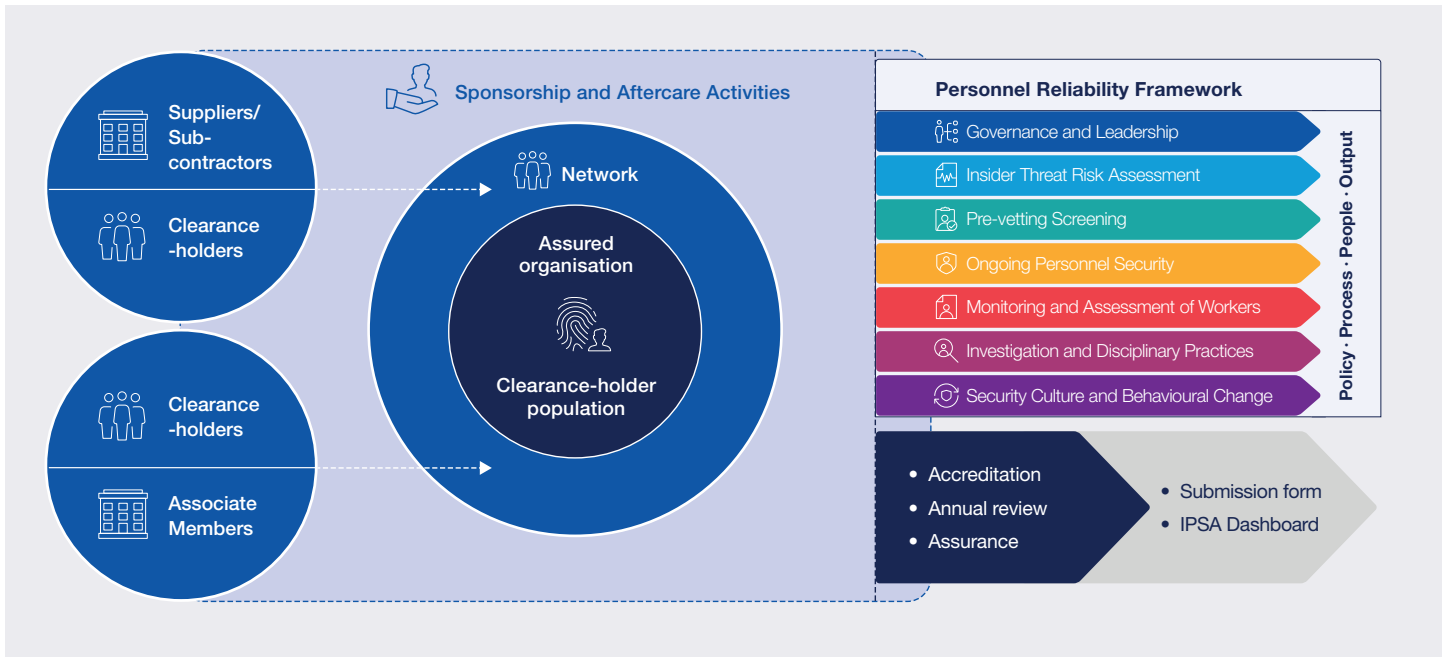 Suppliers/
Sub-
contractors
Clearance
-holders
Clearance
-holders
Associate
Members
Sponsorship and Aftercare Activities
Network
Assured
organisation
Clearance-holder
population
Personnel Reliability Framework
Governance and Leadership
Insider Threat Risk Assessment
Pre-vetting Screening
Ongoing Personnel Security
Monitoring and Assessment of Workers
Investigation and Disciplinary Practices
Security Culture and Behavioural Change
Policy · Process · People · Output
• Accreditation
• Annual review
• Assurance
• Submission form
• IPSA Dashboard